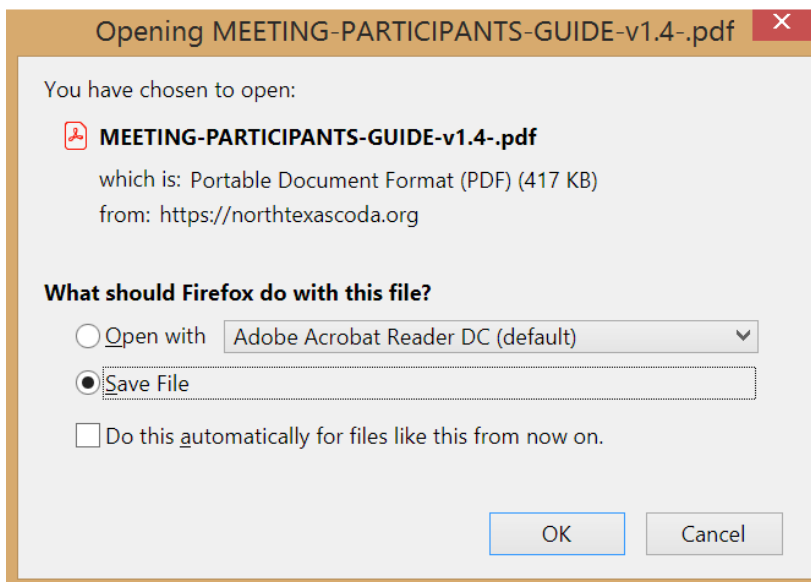 Opening MEETING-PARTICIPANTS-GUIDE-v1.4-.pdf
You have chosen to open:
MEETING-PARTICIPANTS-GUIDE-v1.4-.pdf
which is: Portable Document Format (PDF) (417 KB)
from: https://northtexascoda.org
What should Firefox do with this file?
Open with Adobe Acrobat Reader DC (default)
Save File
Do this automatically for files like this from now on.
OK Cancel